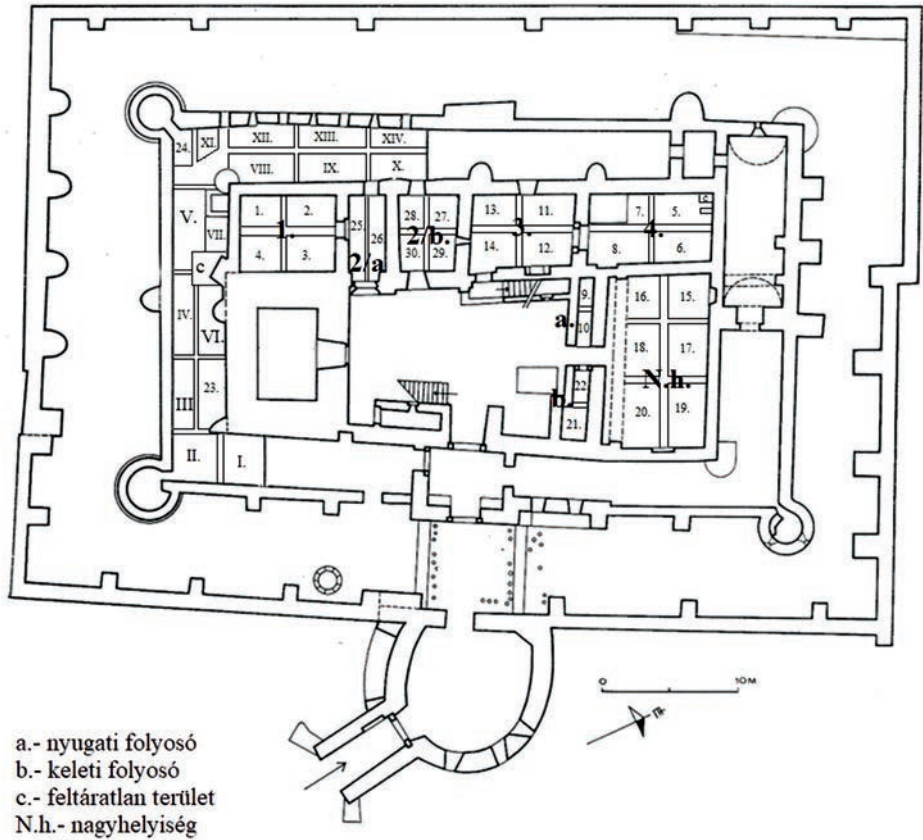 24. XI. XII. XIII. XIV.
VIII. IX. X.
V. VII.
1. 2. 25. 28. 27. 13. 11. 7. 5. c
1. 26. 2/b. 3. 4.
4. 3. 2/a 30. 29. 14. 12. 8. 6.
c
IV. VI. 9. 16. 15.
a. 10.
18. 17.
III 23. 22. N.h.
b. 20. 19.
21.
II. I.
0 10 M
a.- nyugati folyosó
b.- keleti folyosó
c.- feltáratlan terület
N.h.- nagyhelyiség